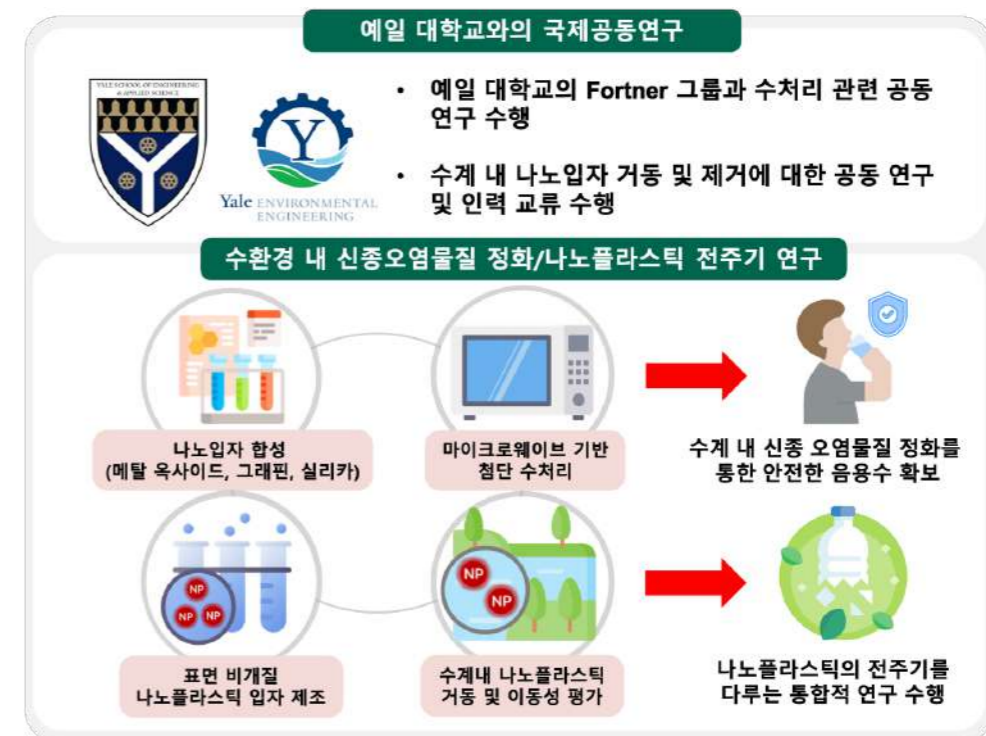 예일 대학교와의 국제공동연구
YALE SCHOOL OF ENGINEERING
& APPLIED SCIENCE
Y
Yale ENVIRONMENTAL
ENGINEERING
• 예일 대학교의 Fortner 그룹과 수처리 관련 공동
연구 수행
• 수계 내 나노입자 거동 및 제거에 대한 공동 연구
및 인력 교류 수행
수환경 내 신종오염물질 정화/나노플라스틱 전주기 연구
나노입자 합성
(메탈 옥사이드, 그래핀, 실리카)
마이크로웨이브 기반
첨단 수처리
수계 내 신종 오염물질 정화를
통한 안전한 음용수 확보
NP
NP
NP
표면 비개질
나노플라스틱 입자 제조
NP
NP
수계내 나노플라스틱
거동 및 이동성 평가
나노플라스틱의 전주기를
다루는 통합적 연구 수행